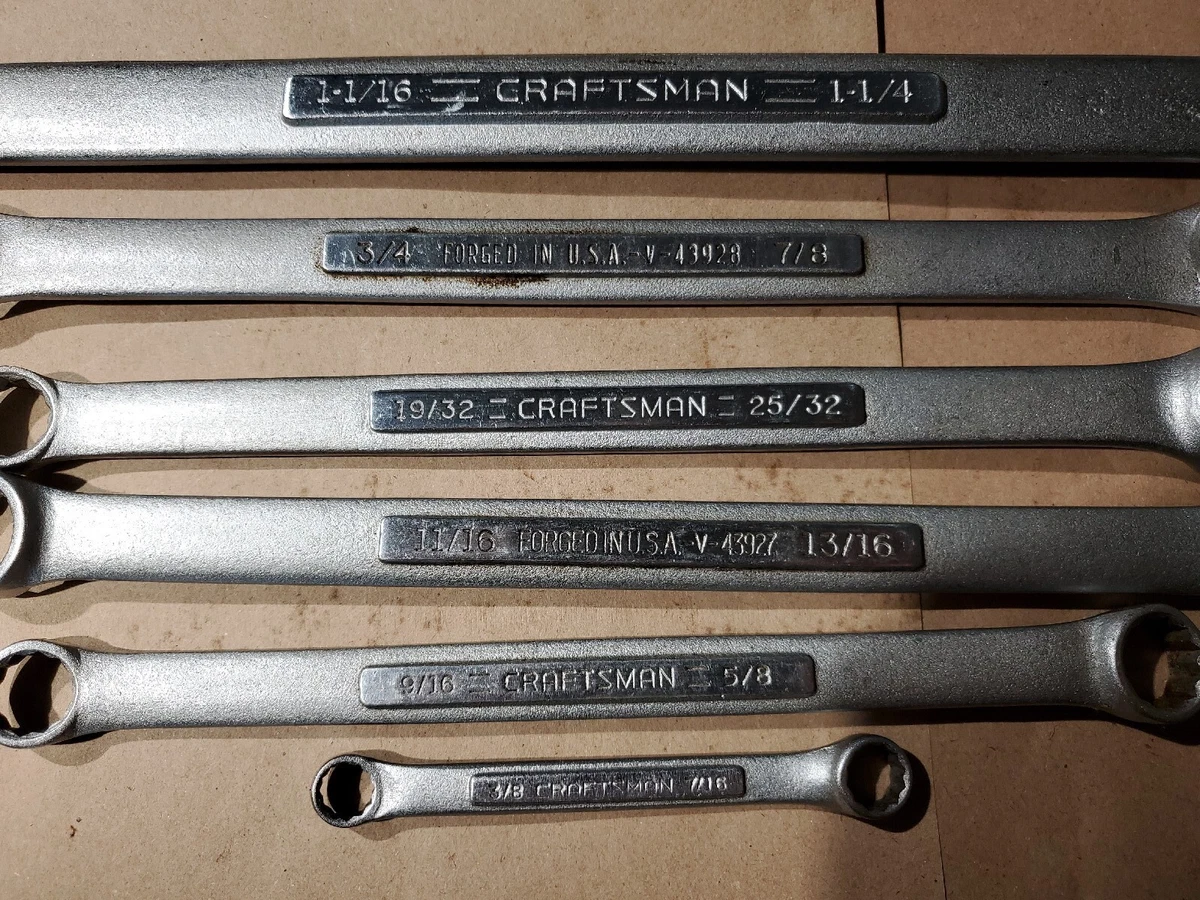 1-1/16 CRAFTSMAN 1-1/4
3/4 FORGED IN U.S.A.-V-43928 7/8
19/32 CRAFTSMAN 25/32
11/16 FORGED IN U.S.A.-V-43927 13/16
9/16 CRAFTSMAN 5/8
3/8 CRAFTSMAN 7/16